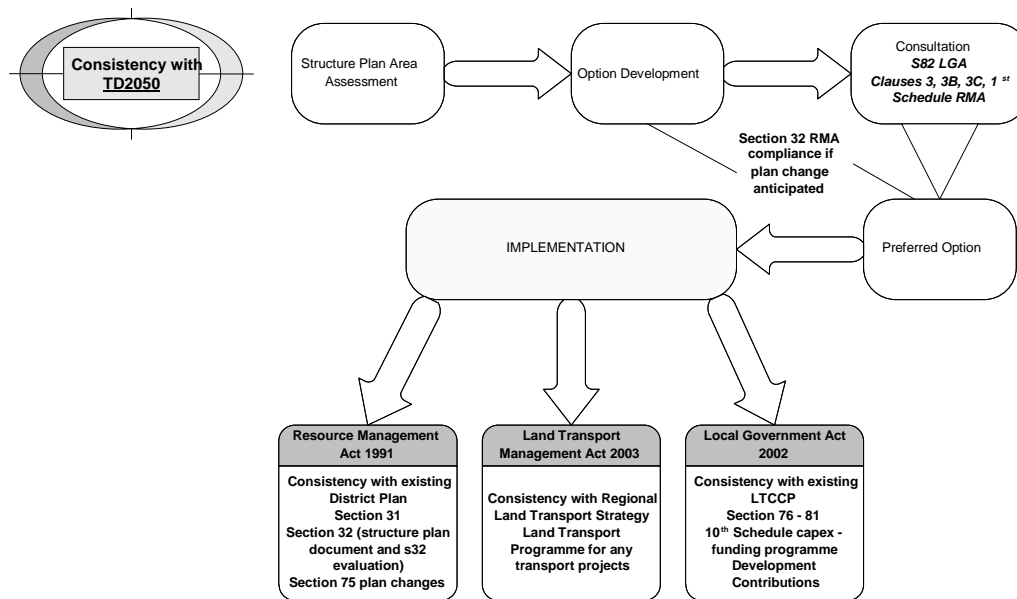 Consistency with
TD2050
Structure Plan Area
Assessment
Option Development
Consultation
S82 LGA
Clauses 3, 3B, 3C, 1 st
Schedule RMA
Section 32 RMA
compliance if
plan change
anticipated
IMPLEMENTATION
Preferred Option
Resource Management
Act 1991
Consistency with existing
District Plan
Section 31
Section 32 (structure plan
document and s32
evaluation)
Section 75 plan changes
Land Transport
Management Act 2003
Consistency with Regional
Land Transport Strategy
Land Transport
Programme for any
transport projects
Local Government Act
2002
Consistency with existing
LTCCP
Section 76 - 81
10th Schedule capex -
funding programme
Development
Contributions